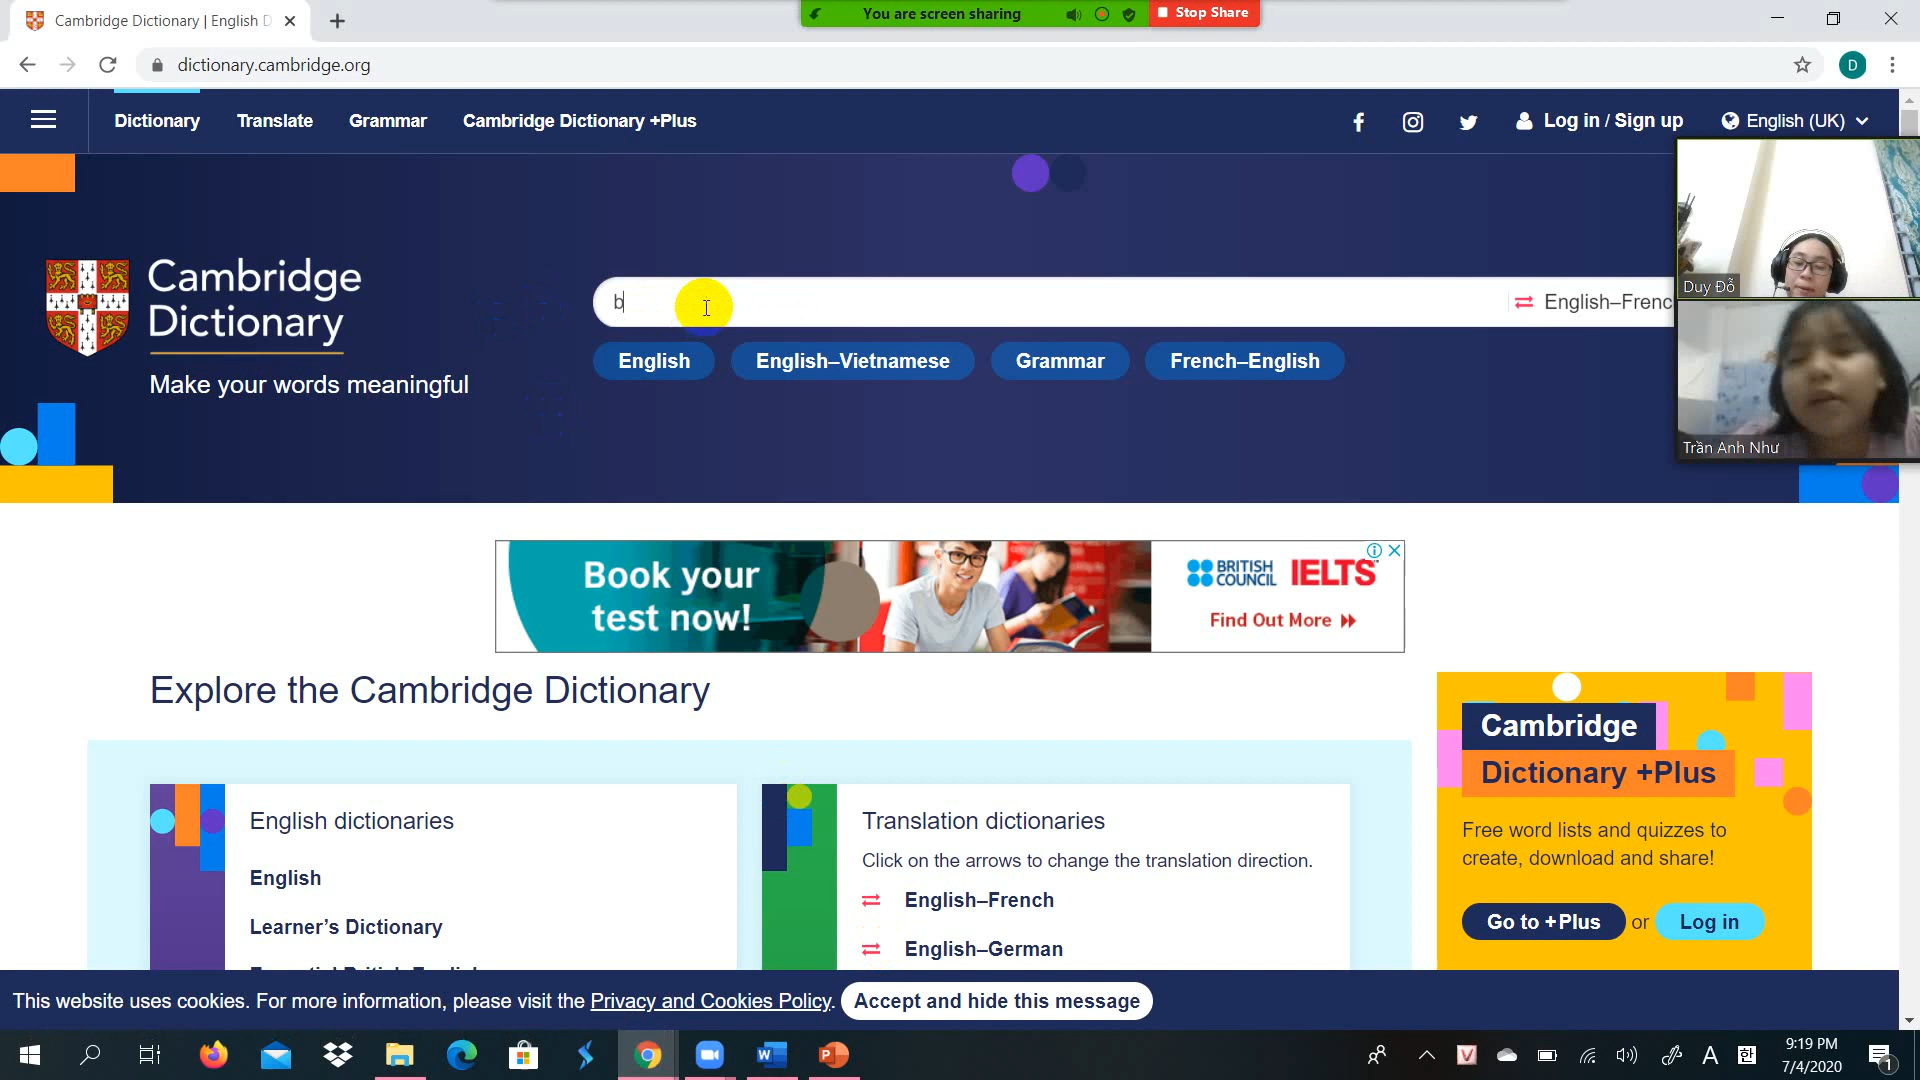 Cambridge Dictionary | English D
You are screen sharing
Stop Share
dictionary.cambridge.org
D
Dictionary
Translate
Grammar
Cambridge Dictionary +Plus
Log in / Sign up
English (UK)
Duy Đỗ
Trần Anh Như
Cambridge
Dictionary
Make your words meaningful
b
English–Frenc
English
English–Vietnamese
Grammar
French–English
Book your
test now!
BRITISH
COUNCIL
IELTS
Find Out More
Explore the Cambridge Dictionary
English dictionaries
English
Learner's Dictionary
Translation dictionaries
Click on the arrows to change the translation direction.
English–French
English–German
Cambridge
Dictionary +Plus
Free word lists and quizzes to
create, download and share!
Go to +Plus or Log in
This website uses cookies. For more information, please visit the Privacy and Cookies Policy.
Accept and hide this message
A
한
9:19 PM
7/4/2020
1